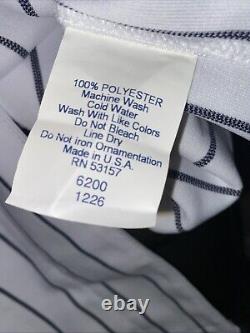 100% POLYESTER
Machine Wash
Cold Water
Wash With Like Colors
Do Not Bleach
Line Dry
Do Not Iron Ornamentation
Made in U.S.A.
RN 53157
6200
1226